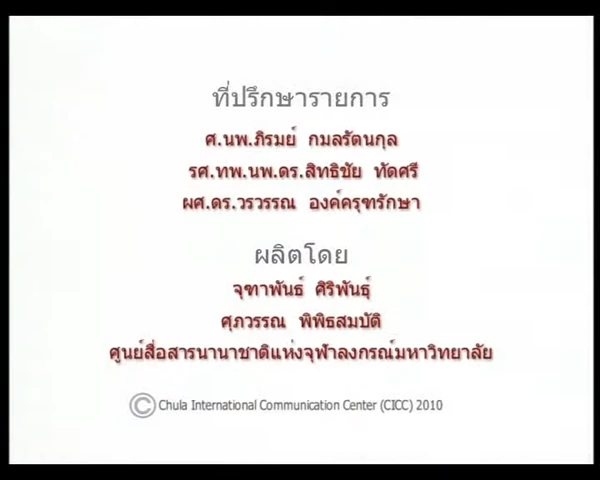 ที่ปรึกษารายการ
ศ.นพ.ภิรมย์ กมลรัตนกุล
รศ.ทพ.นพ.ดร.สิทธิชัย ทัดศรี
ผศ.ดร.วรวรรณ องค์ครุฑรักษา
ผลิตโดย
จุฑาพันธ์ ศิริพันธุ์
ศุภวรรณ พิพิธสมบัติ
ศูนย์สื่อสารนานาชาติแห่งจุฬาลงกรณ์มหาวิทยาลัย
© Chula International Communication Center (CICC) 2010